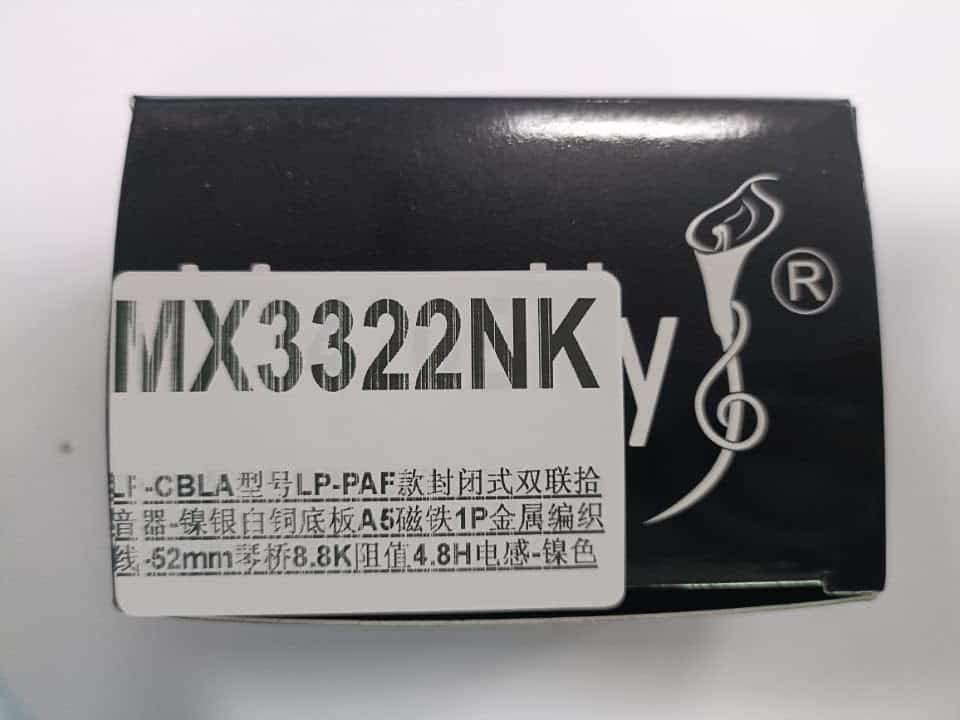 MX3322NK
y ®
LP-CBLA型号LP-PAF款封闭式双联拾
音器-镍银白铜底板A5磁铁1P金属编织
线-52mm琴桥8.8K阻值4.8H电感-镍色